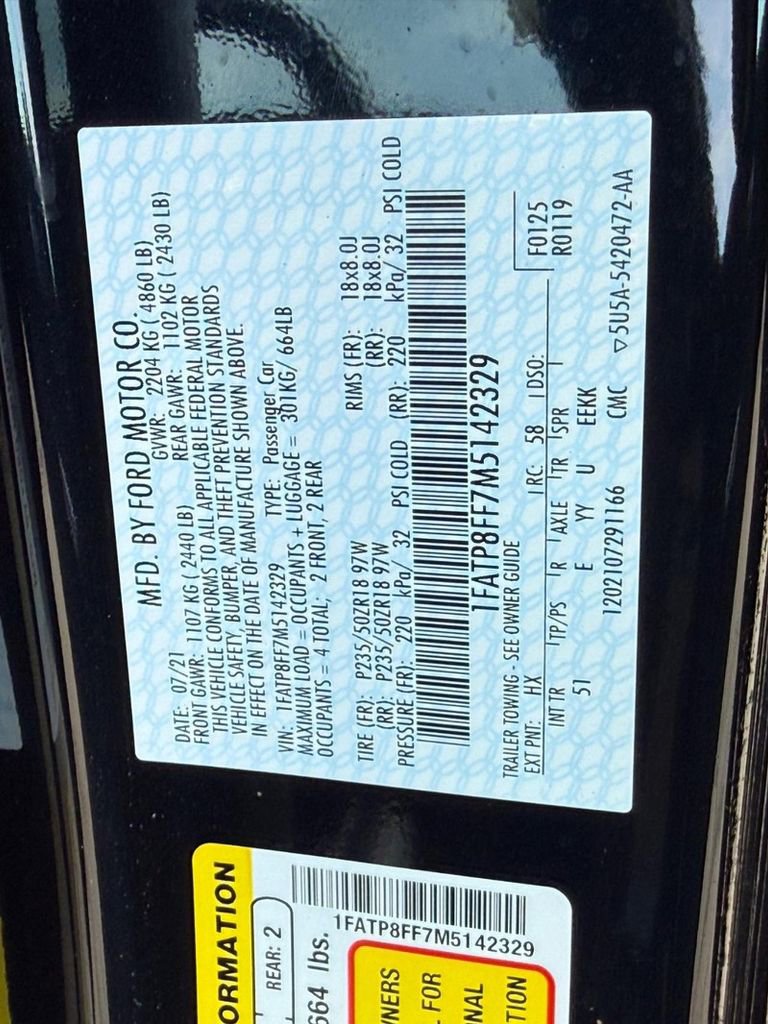 MFD. BY FORD MOTOR CO.
DATE: 07/21 GVWR: 2204 KG ( 4860 LB)
FRONT GAWR: 1107 KG ( 2440 LB) REAR GAWR: 1102 KG ( 2430 LB)
THIS VEHICLE CONFORMS TO ALL APPLICABLE FEDERAL MOTOR
VEHICLE SAFETY, BUMPER, AND THEFT PREVENTION STANDARDS
IN EFFECT ON THE DATE OF MANUFACTURE SHOWN ABOVE.
VIN: 1FATP8FF7M5142329 TYPE: Passenger Car
MAXIMUM LOAD = OCCUPANTS + LUGGAGE = 301KG/ 664LB
OCCUPANTS = 4 TOTAL; 2 FRONT, 2 REAR
TIRE (FR): P235/50ZR18 97W RIMS (FR): 18x8.0J
(RR): P235/50ZR18 97W (RR): 18x8.0J
PRESSURE (FR): 220 kPa/ 32 PSI COLD (RR): 220 kPa/ 32 PSI COLD
1FATP8FF7M5142329
TRAILER TOWING - SEE OWNER GUIDE
F0125
EXT PNT: HX RC: 58 DSO: R0119
INT TR TP/PS R AXLE TR SPR
51 E YY U EEKK
1202107291166 CMC ▽5U5A-5420472-AA
ORMATION
REAR: 2
664 lbs.
1FATP8FF7M5142329
NERS
FOR
NAL
TION